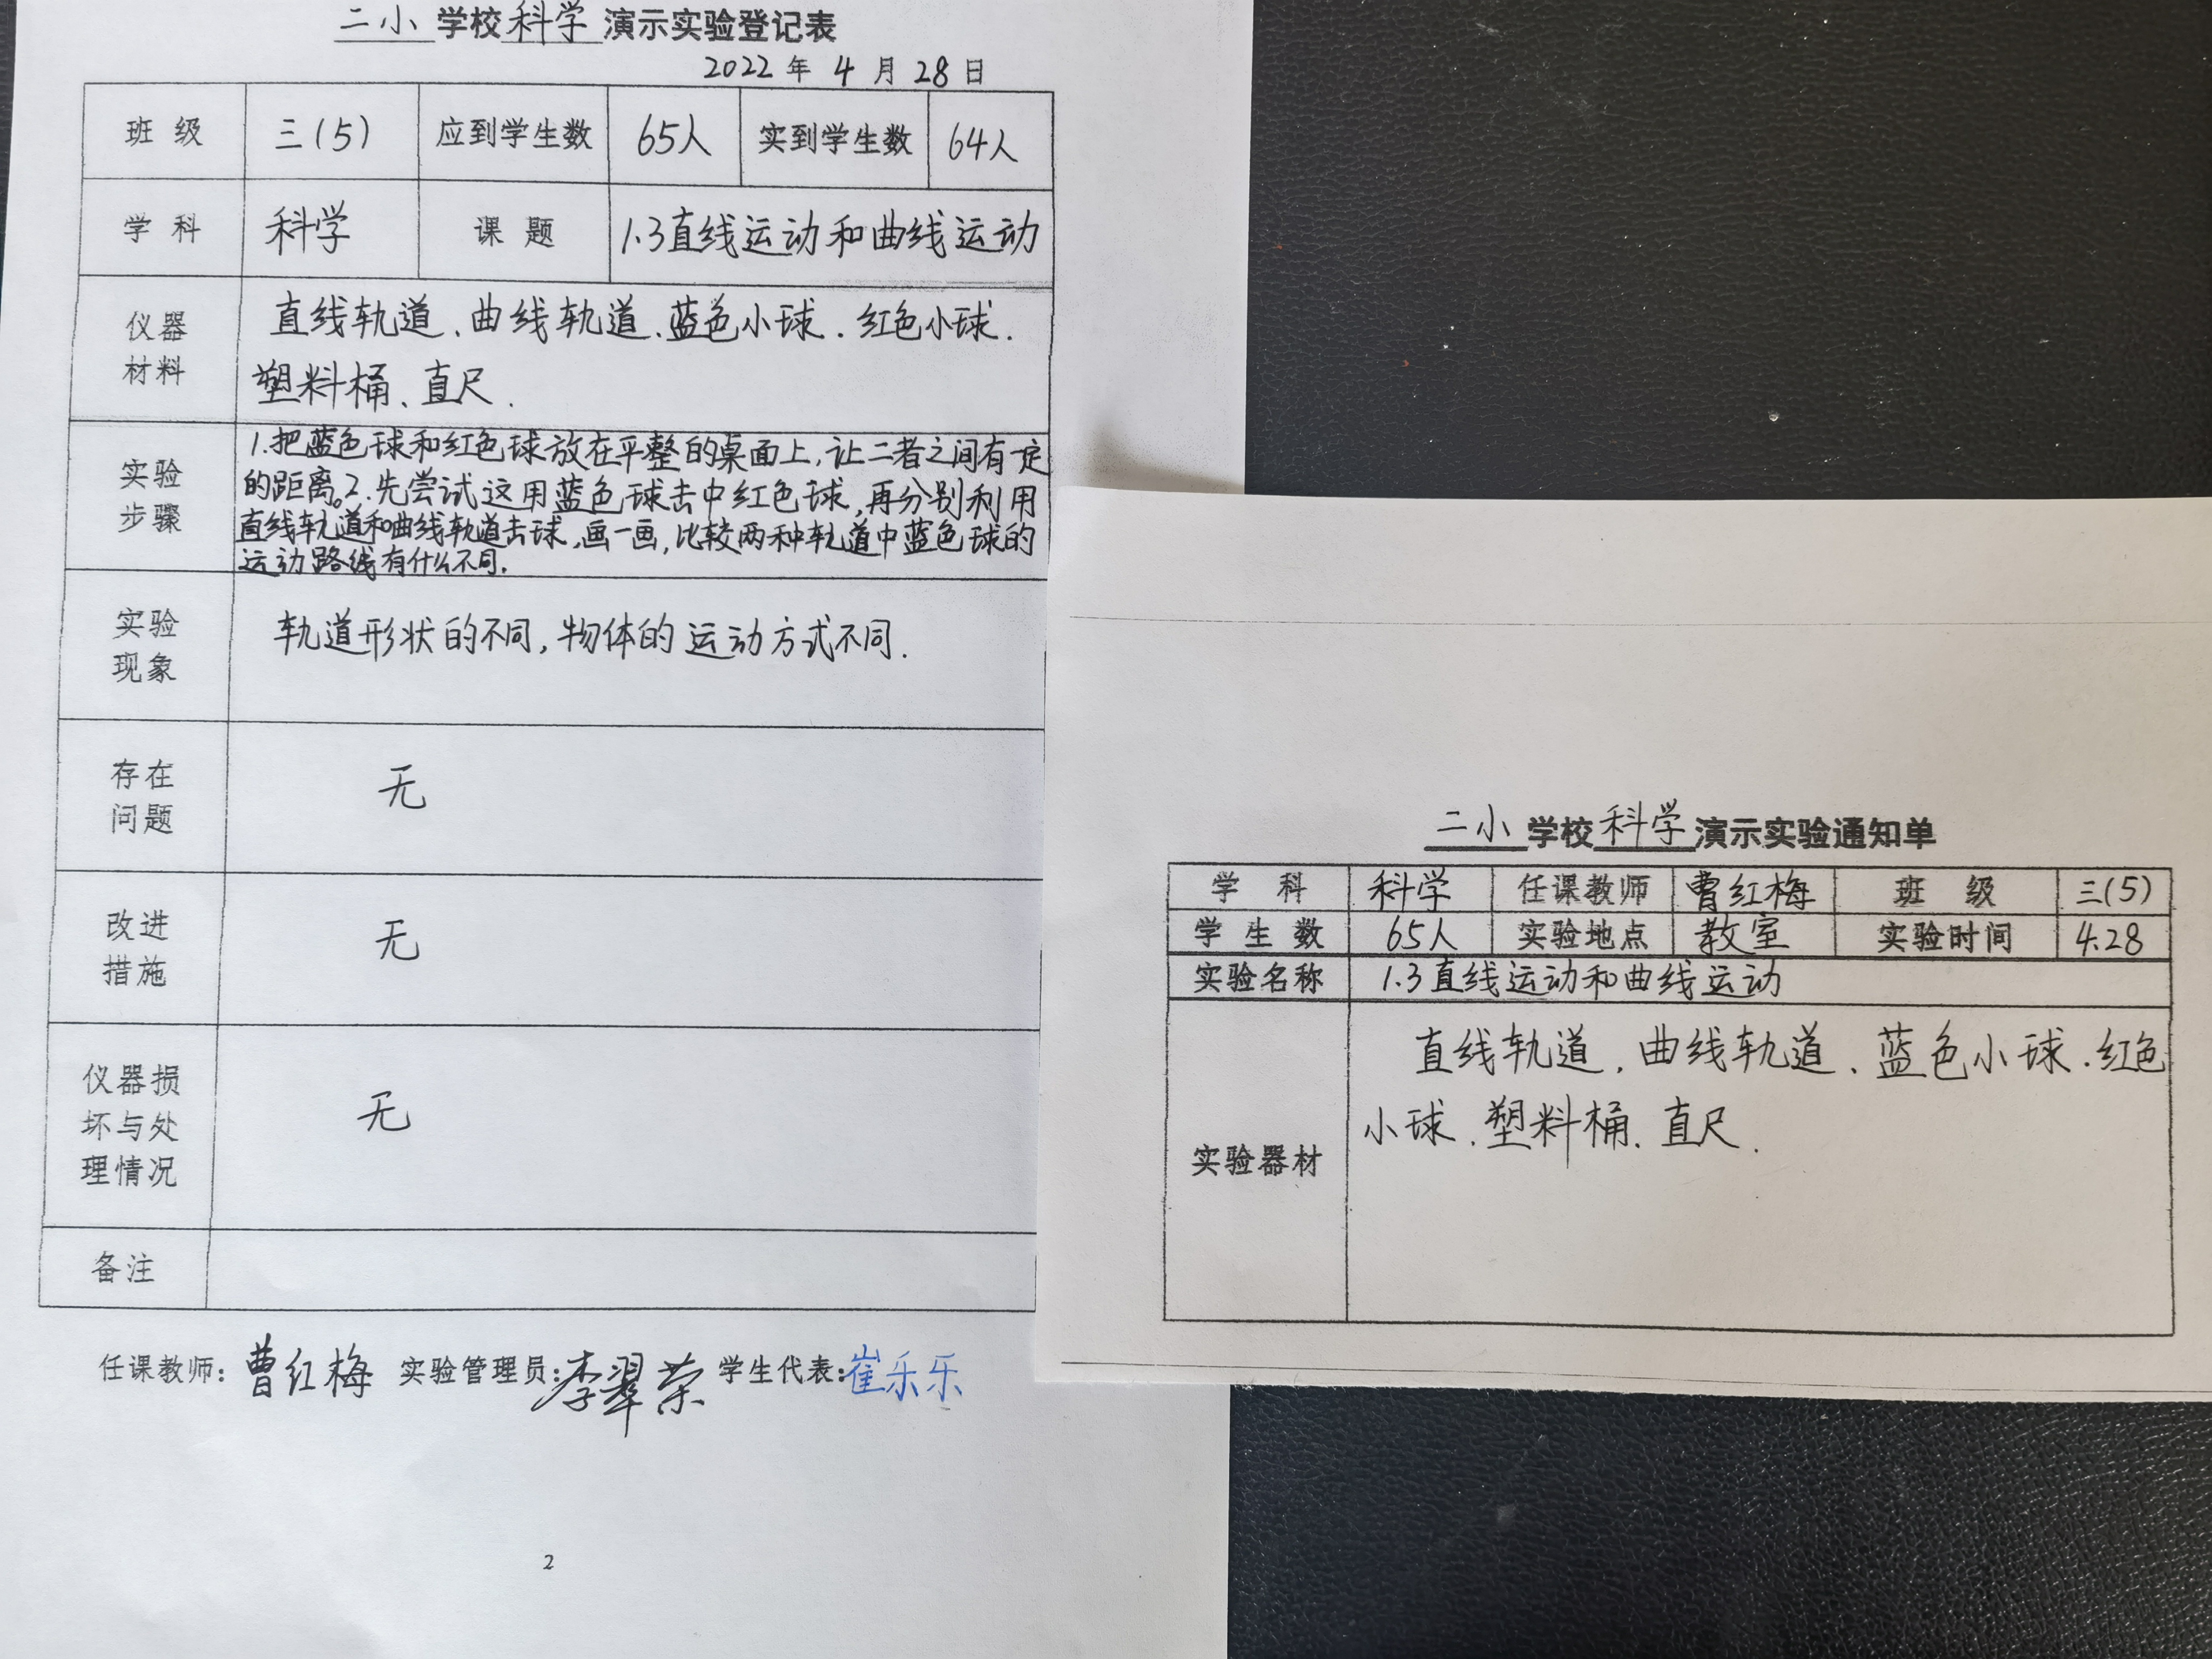 二小 学校 科学 演示实验登记表
2022 年 4 月 28 日
班 级 三(5) 应到学生数 65人 实到学生数 64人
学 科 科学 课 题 1.3直线运动和曲线运动
仪器
材料
直线轨道、曲线轨道、蓝色小球、红色小球、
塑料桶、直尺.
实验
步骤
1.把蓝色球和红色球放在平整的桌面上,让二者之间有一定
的距离。2.先尝试这用蓝色球击中红色球,再分别利用
直线轨道和曲线轨道击球,画一画,比较两种轨道中蓝色球的
运动路线有什么不同.
实验
现象
轨道形状的不同,物体的运动方式不同.
存在
问题
无
改进
措施
无
仪器损
坏与处
理情况
无
备注
任课教师: 曹红梅 实验管理员: 李翠荣 学生代表: 崔乐乐
2
二小 学校 科学 演示实验通知单
学 科 科学 任课教师 曹红梅 班 级 三(5)
学 生 数 65人 实验地点 教室 实验时间 4.28
实验名称 1.3直线运动和曲线运动
实验器材
直线轨道、曲线轨道、蓝色小球、红色
小球、塑料桶、直尺.